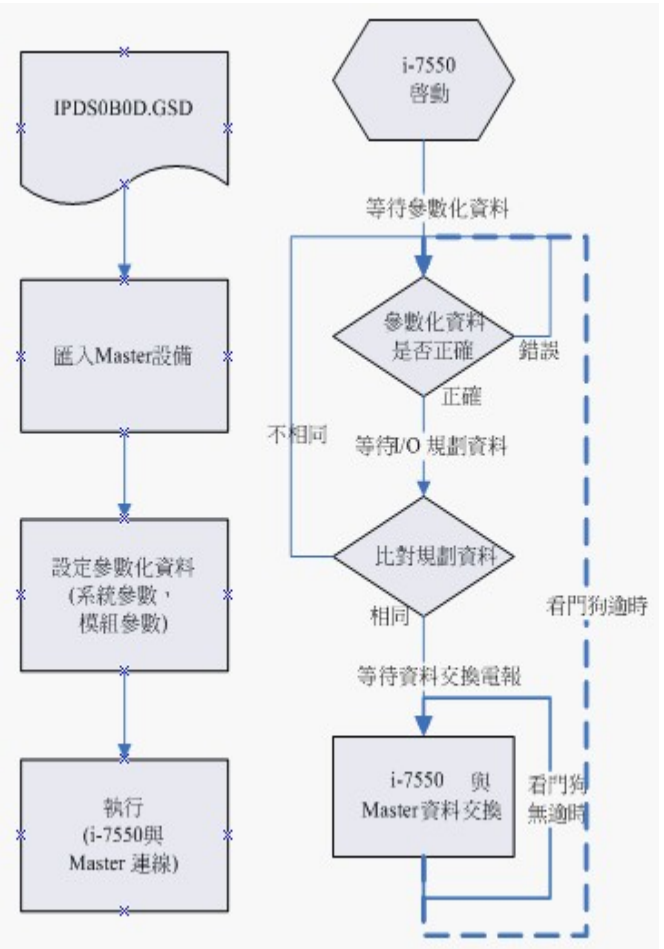 IPDS0B0D.GSD
匯入Master設備
設定參數化資料
(系統參數，
模組參數)
執行
(i-7550與
Master 連線)
i-7550
啓動
等待參數化資料
參數化資料
是否正確
錯誤
正確
不相同
等待I/O 規劃資料
比對規劃資料
相同
看門狗逾時
等待資料交換電報
i-7550 與
Master資料交換
看門狗
無逾時